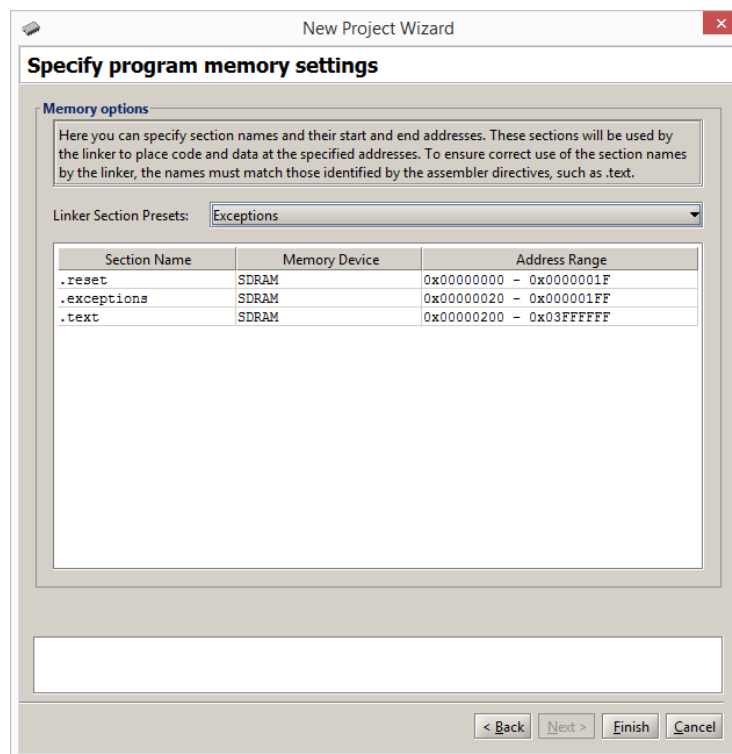 New Project Wizard
Specify program memory settings
Memory options
Here you can specify section names and their start and end addresses. These sections will be used by
the linker to place code and data at the specified addresses. To ensure correct use of the section names
by the linker, the names must match those identified by the assembler directives, such as .text.
Linker Section Presets: Exceptions
Section Name Memory Device Address Range
.reset SDRAM 0x00000000 - 0x0000001F
.exceptions SDRAM 0x00000020 - 0x000001FF
.text SDRAM 0x00000200 - 0x03FFFFFF
< Back Next > Finish Cancel